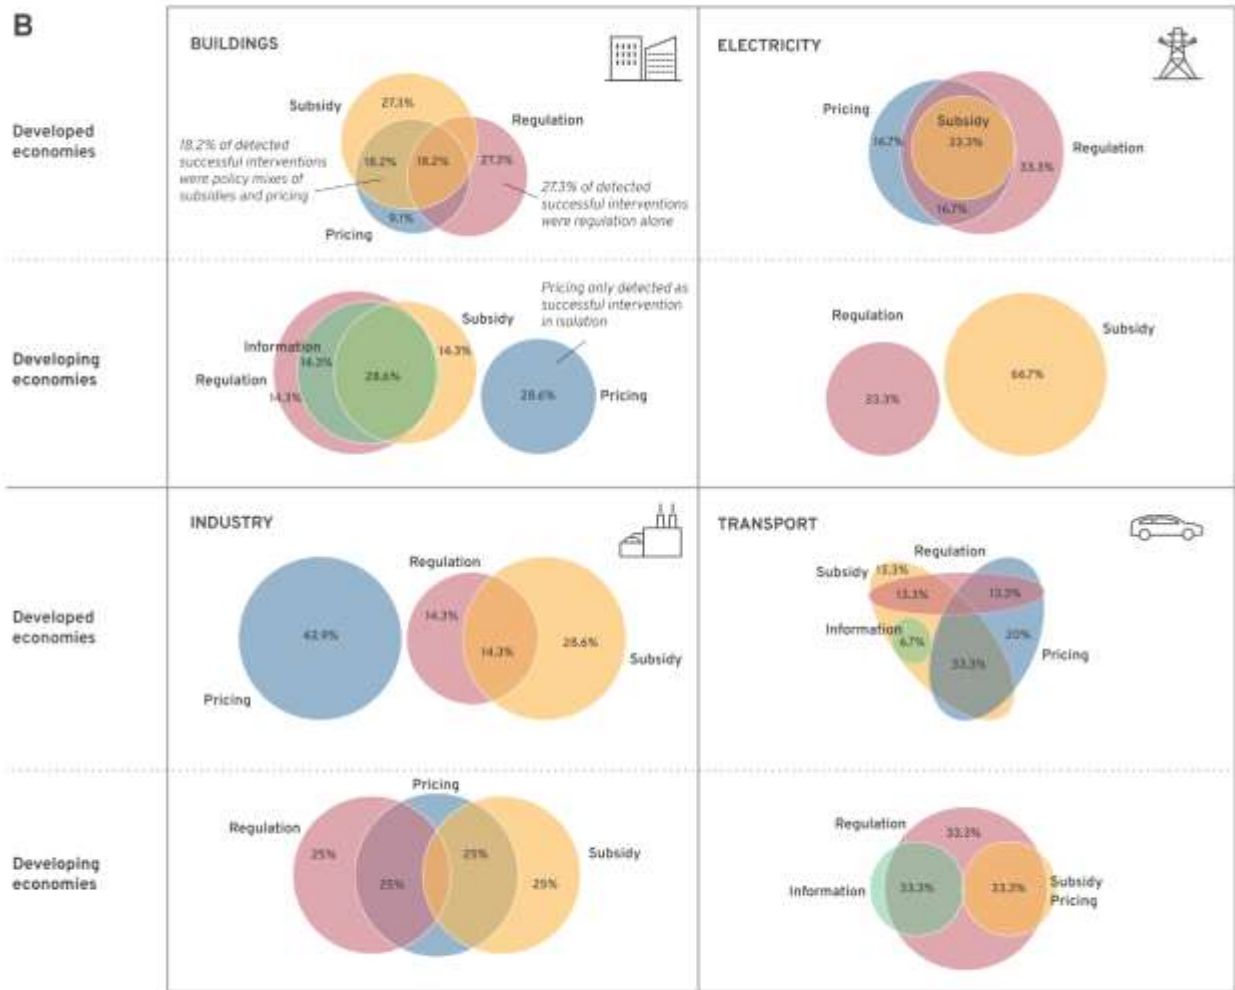 B
BUILDINGS
Developed
economies
Subsidy
27.3%
Regulation
18.2% of detected
successful interventions
were policy mixes of
subsidies and pricing
18.2%
18.2%
27.3%
27.3% of detected
successful interventions
were regulation alone
9.1%
Pricing
ELECTRICITY
Pricing
Subsidy
16.7%
33.3%
33.3%
Regulation
16.7%
Developing
economies
Pricing only detected as
successful intervention
in isolation
Subsidy
Information
14.3%
14.3%
Regulation
28.6%
14.3%
28.6%
Pricing
Regulation
Subsidy
33.3%
66.7%
INDUSTRY
Developed
economies
Regulation
14.3%
42.9%
14.3%
28.6%
Subsidy
Pricing
TRANSPORT
Regulation
Subsidy
13.3%
13.3%
13.3%
Information
6.7%
20%
33.3%
Pricing
Developing
economies
Pricing
Regulation
25%
25%
Subsidy
25%
25%
Regulation
33.3%
Information
33.3%
33.3%
Subsidy
Pricing